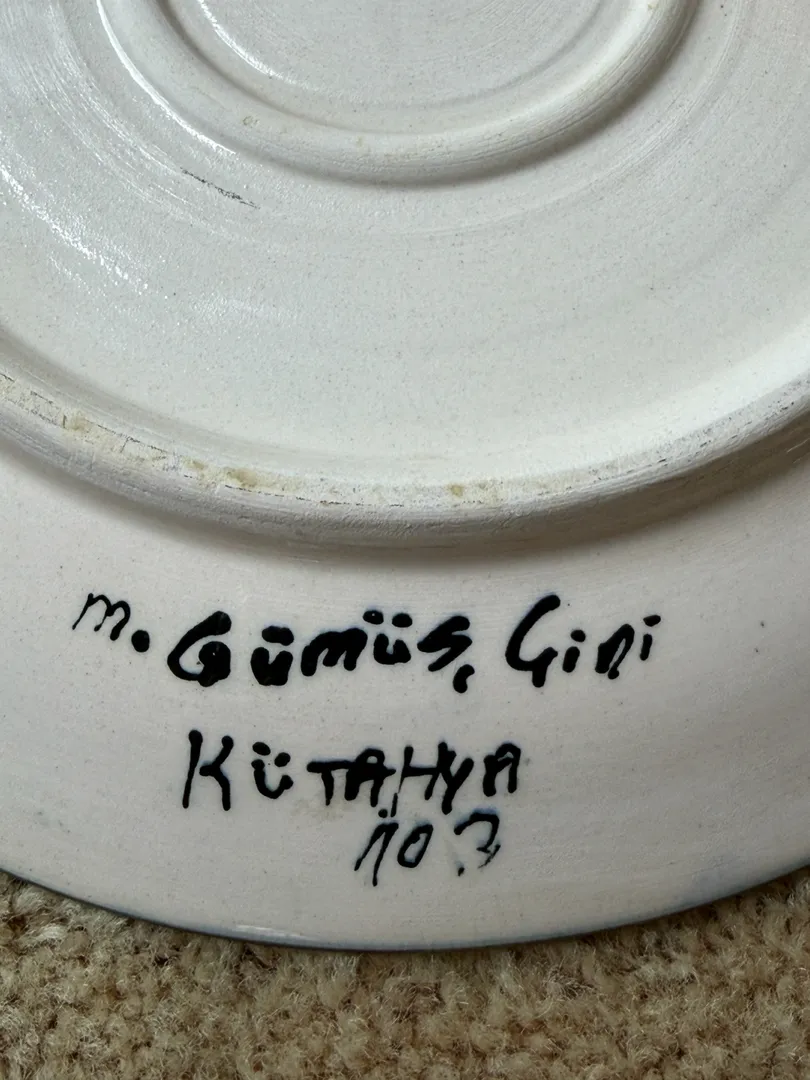 m. Gümüş Çini
KÜTAHYA
103